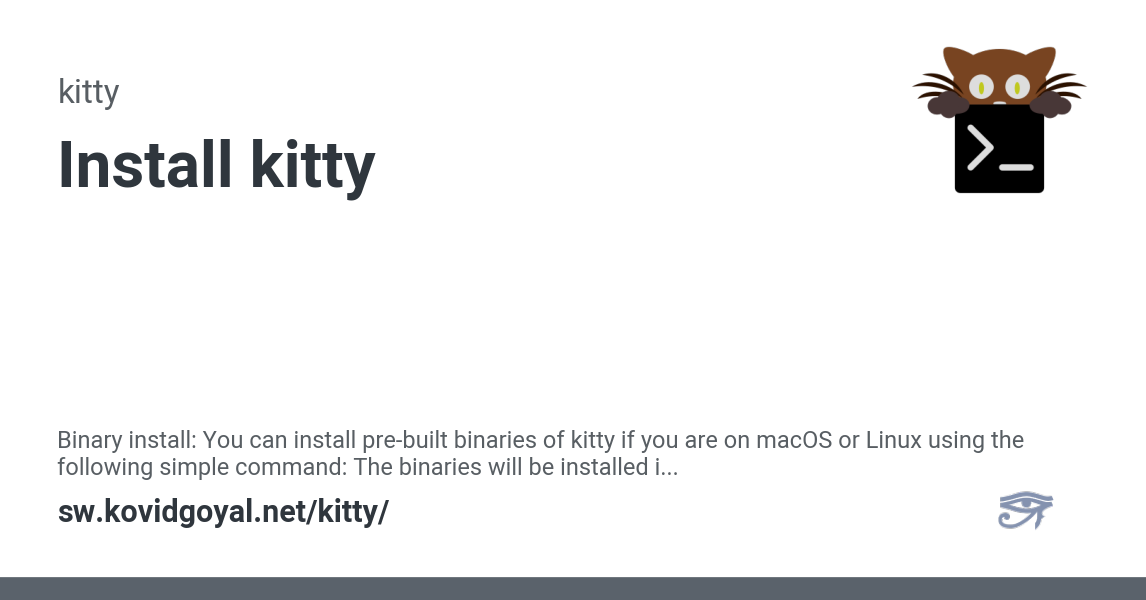 kitty
Install kitty
Binary install: You can install pre-built binaries of kitty if you are on macOS or Linux using the
following simple command: The binaries will be installed i...
sw.kovidgoyal.net/kitty/